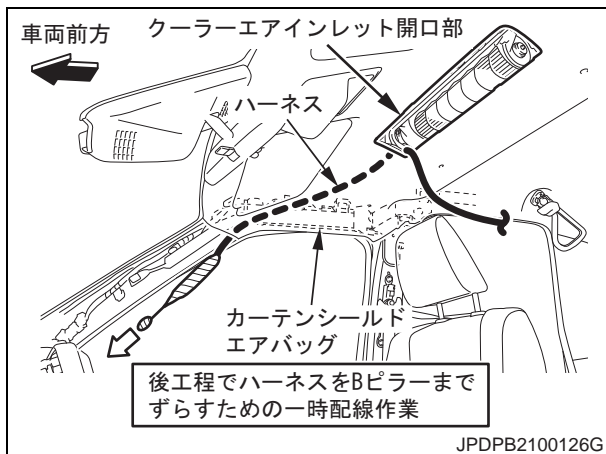 車両前方
クーラーエアインレット開口部
ハーネス
カーテンシールド
エアバッグ
後工程でハーネスをBピラーまで
ずらすための一時配線作業
JPDPB2100126G